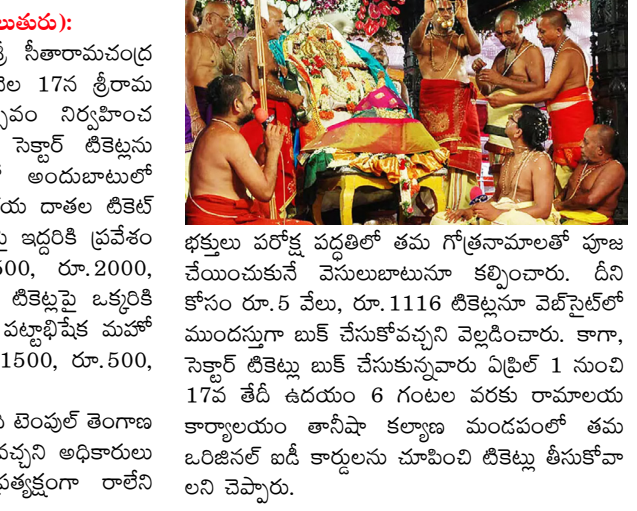 లుతురు):
శ్రీ సీతారామచంద్ర
నెల 17న శ్రీరామ
త్సవం నిర్వహించ
సెక్టార్ టికెట్లను
అందుబాటులో
భయ దాతల టికెట్
పై ఇద్దరికి ప్రవేశం
500, రూ.2000,
టికెట్లపై ఒక్కరికి
పట్టాభిషేక మహో
1500, రూ.500,
టెంపుల్ తెంగాణ
వచ్చని అధికారులు
ప్రత్యక్షంగా రాలేని
భక్తులు పరోక్ష పద్ధతిలో తమ గోత్రనామాలతో పూజ
చేయించుకునే వెసులుబాటునూ కల్పించారు. దీని
కోసం రూ.5 వేలు, రూ.1116 టికెట్లనూ వెబ్‌సైట్‌లో
ముందస్తుగా బుక్ చేసుకోవచ్చని వెల్లడించారు. కాగా,
సెక్టార్ టికెట్లు బుక్ చేసుకున్నవారు ఏప్రిల్ 1 నుంచి
17వ తేదీ ఉదయం 6 గంటల వరకు రామాలయ
కార్యాలయం తానీషా కల్యాణ మండపంలో తమ
ఒరిజినల్ ఐడీ కార్డులను చూపించి టికెట్లు తీసుకోవా
లని చెప్పారు.